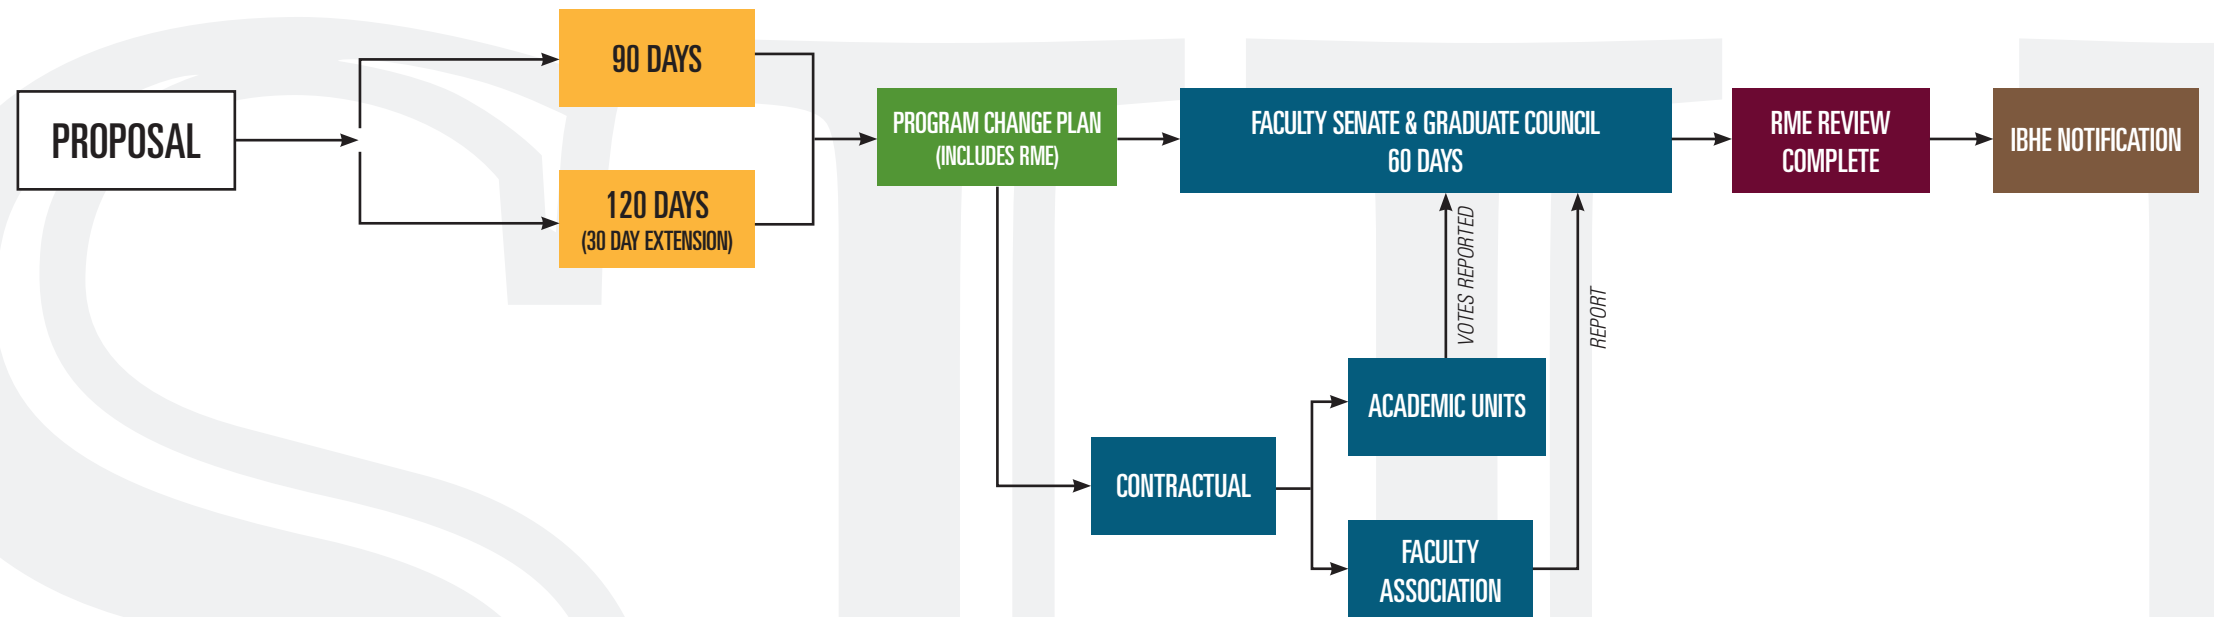 PROPOSAL
90 DAYS
120 DAYS
(30 DAY EXTENSION)
PROGRAM CHANGE PLAN
(INCLUDES RME)
FACULTY SENATE & GRADUATE COUNCIL
60 DAYS
RME REVIEW
COMPLETE
IBHE NOTIFICATION
VOTES REPORTED
REPORT
CONTRACTUAL
ACADEMIC UNITS
FACULTY
ASSOCIATION